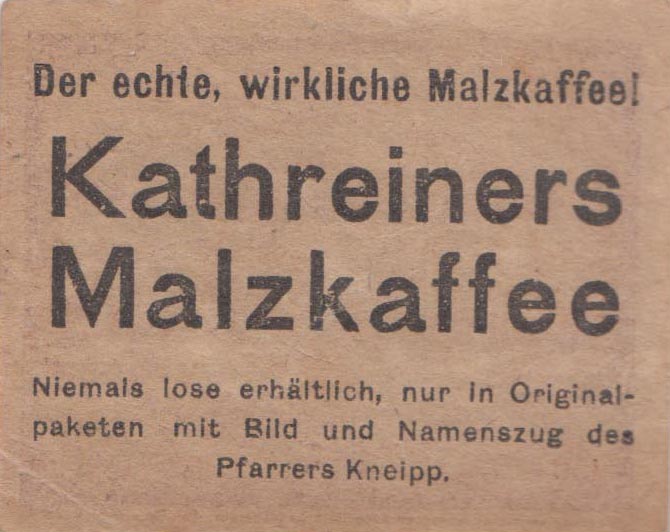 Der echte, wirkliche Malzkaffee!
Kathreiners
Malzkaffee
Niemals lose erhältlich, nur in Original-
paketen mit Bild und Namenszug des
Pfarrers Kneipp.